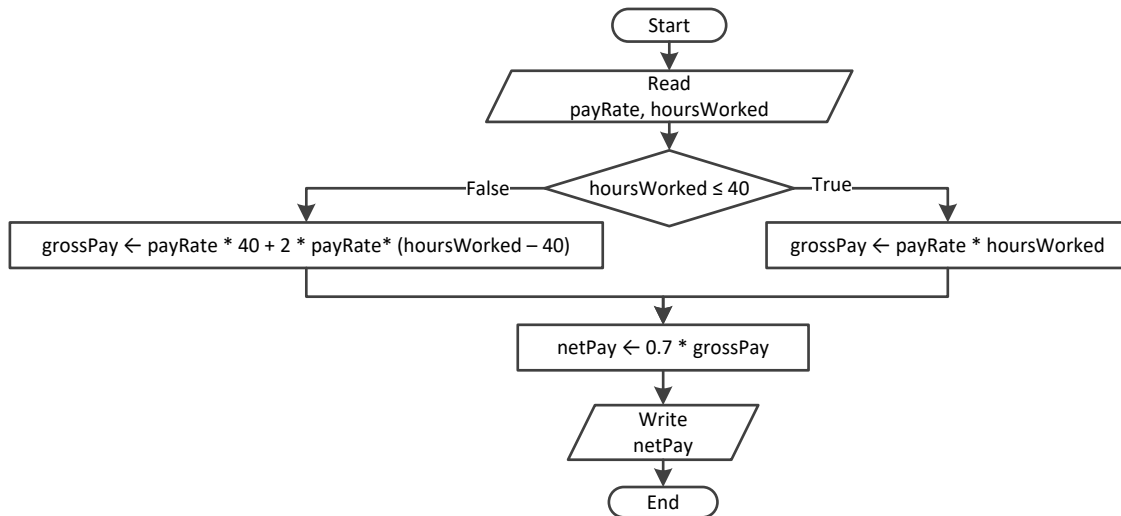 Start
Read
payRate, hoursWorked
hoursWorked ≤ 40
False
True
grossPay ← payRate * 40 + 2 * payRate* (hoursWorked – 40)
grossPay ← payRate * hoursWorked
netPay ← 0.7 * grossPay
Write
netPay
End